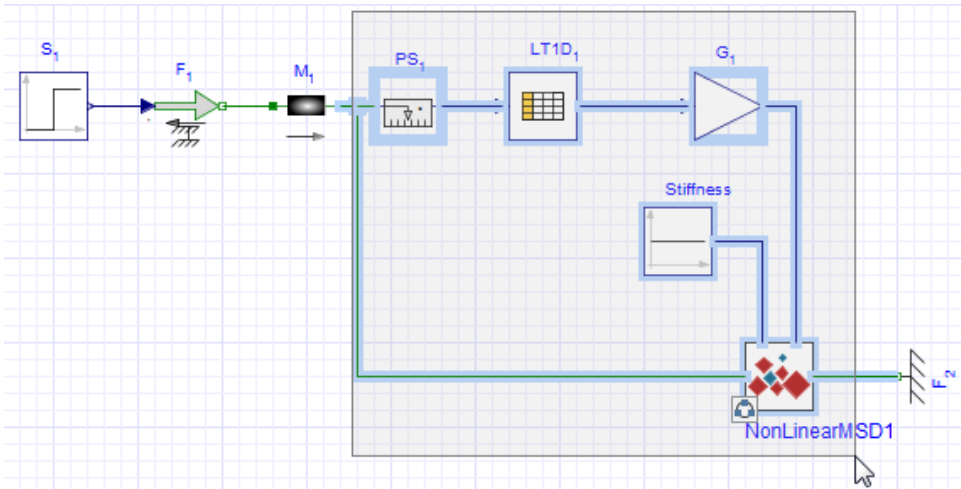 S1
F1
M1
PS1
LT1D1
G1
Stiffness
NonLinearMSD1
F2